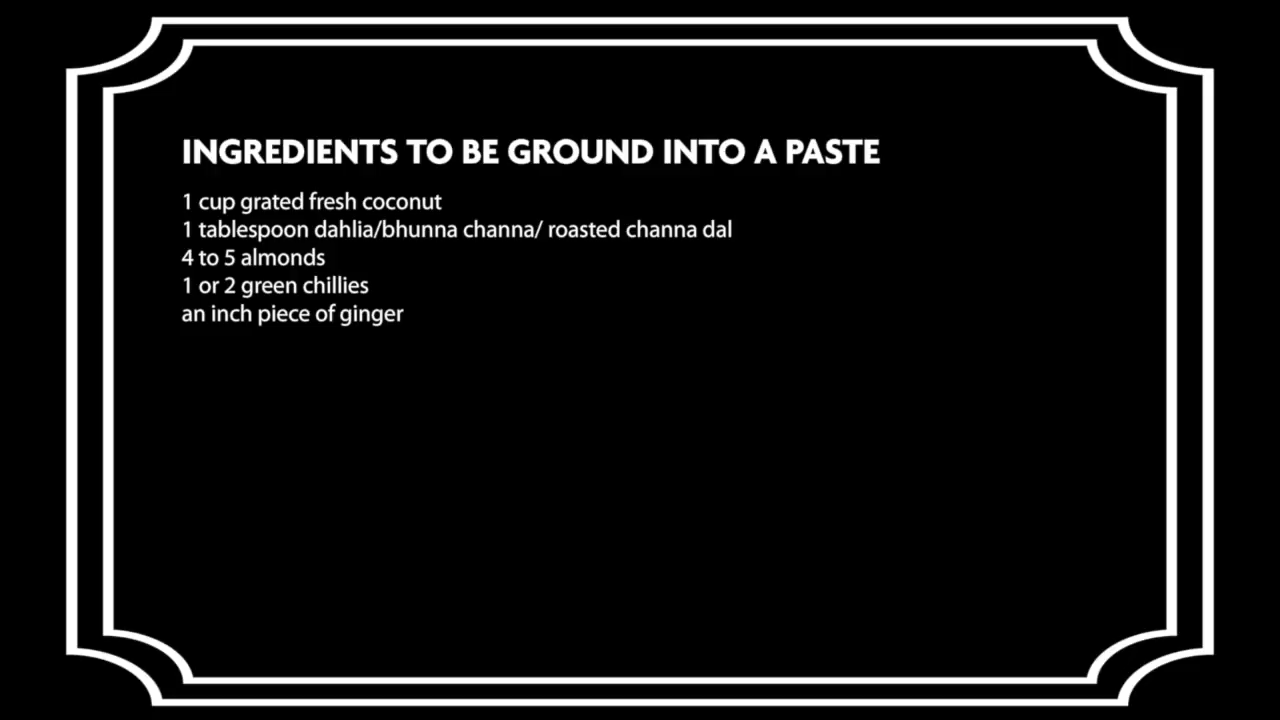 INGREDIENTS TO BE GROUND INTO A PASTE
1 cup grated fresh coconut
1 tablespoon dahlia/bhunna channa/ roasted channa dal
4 to 5 almonds
1 or 2 green chillies
an inch piece of ginger